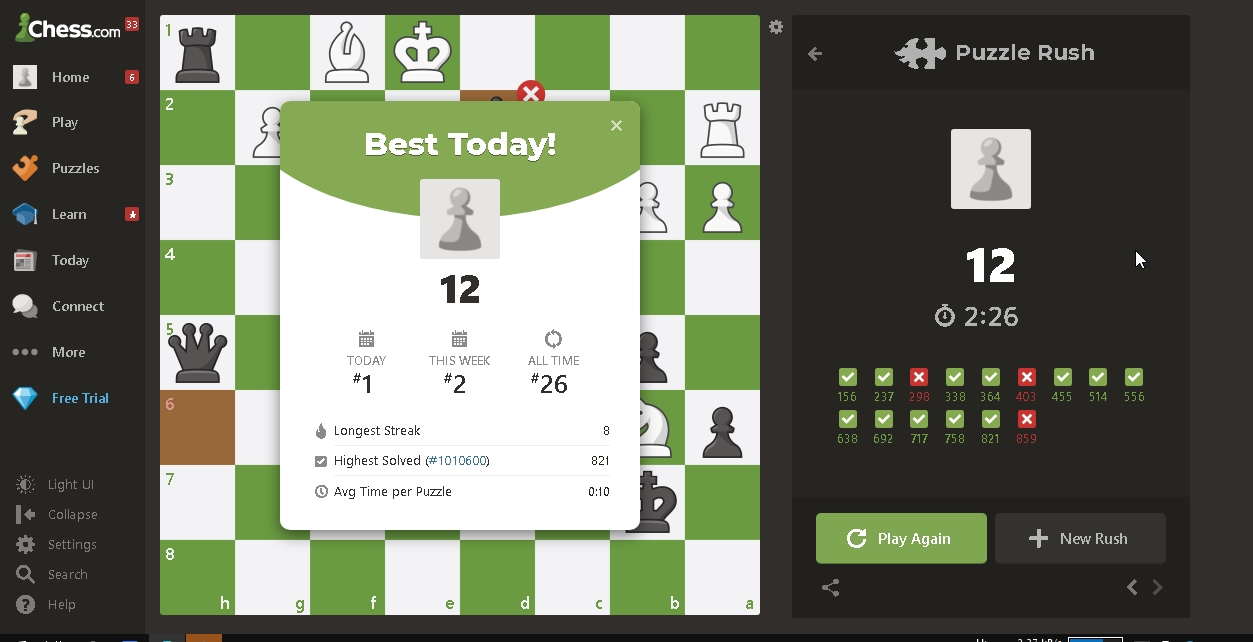 Chess.com 33
Home 6
Play
Puzzles
Learn
Today
Connect
More
Free Trial
Light UI
Collapse
Settings
Search
Help
1
2
3
4
5
6
7
8
h g f e d c b a
Best Today!
12
TODAY THIS WEEK ALL TIME
#1 #2 #26
Longest Streak 8
Highest Solved (#1010600) 821
Avg Time per Puzzle 0:10
Puzzle Rush
12
2:26
156 237 298 338 364 403 455 514 556
638 692 717 758 821 859
Play Again
New Rush